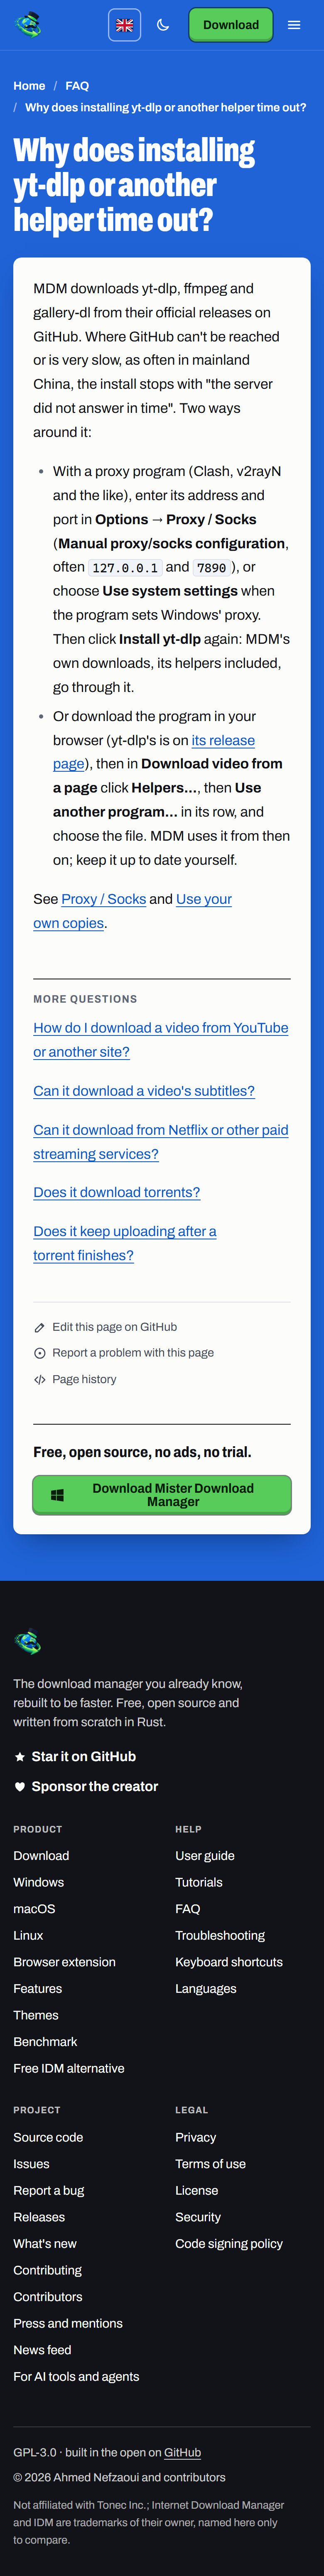 Download
Home / FAQ
/ Why does installing yt-dlp or another helper time out?
Why does installing
yt-dlp or another
helper time out?
MDM downloads yt-dlp, ffmpeg and
gallery-dl from their official releases on
GitHub. Where GitHub can't be reached
or is very slow, as often in mainland
China, the install stops with "the server
did not answer in time". Two ways
around it:
• With a proxy program (Clash, v2rayN
and the like), enter its address and
port in Options → Proxy / Socks
(Manual proxy/socks configuration,
often 127.0.0.1 and 7890), or
choose Use system settings when
the program sets Windows' proxy.
Then click Install yt-dlp again: MDM's
own downloads, its helpers included,
go through it.
• Or download the program in your
browser (yt-dlp's is on its release
page), then in Download video from
a page click Helpers…, then Use
another program… in its row, and
choose the file. MDM uses it from then
on; keep it up to date yourself.
See Proxy / Socks and Use your
own copies.
MORE QUESTIONS
How do I download a video from YouTube
or another site?
Can it download a video's subtitles?
Can it download from Netflix or other paid
streaming services?
Does it download torrents?
Does it keep uploading after a
torrent finishes?
Edit this page on GitHub
Report a problem with this page
Page history
Free, open source, no ads, no trial.
Download Mister Download
Manager
The download manager you already know,
rebuilt to be faster. Free, open source and
written from scratch in Rust.
Star it on GitHub
Sponsor the creator
PRODUCT
Download
Windows
macOS
Linux
Browser extension
Features
Themes
Benchmark
Free IDM alternative
HELP
User guide
Tutorials
FAQ
Troubleshooting
Keyboard shortcuts
Languages
PROJECT
Source code
Issues
Report a bug
Releases
What's new
Contributing
Contributors
Press and mentions
News feed
For AI tools and agents
LEGAL
Privacy
Terms of use
License
Security
Code signing policy
GPL-3.0 · built in the open on GitHub
© 2026 Ahmed Nefzaoui and contributors
Not affiliated with Tonec Inc.; Internet Download Manager
and IDM are trademarks of their owner, named here only
to compare.